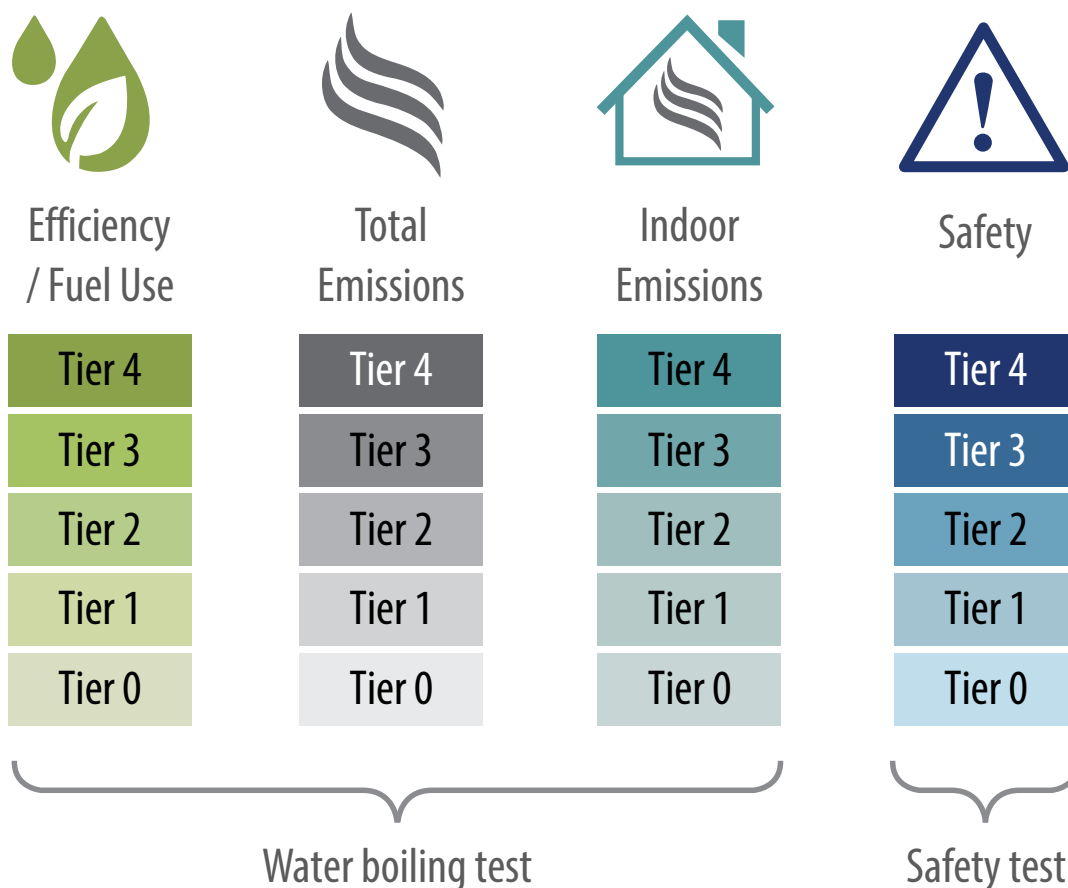 Efficiency
/ Fuel Use
Total
Emissions
Indoor
Emissions
Safety
Tier 4
Tier 4
Tier 4
Tier 4
Tier 3
Tier 3
Tier 3
Tier 3
Tier 2
Tier 2
Tier 2
Tier 2
Tier 1
Tier 1
Tier 1
Tier 1
Tier 0
Tier 0
Tier 0
Tier 0
Water boiling test
Safety test